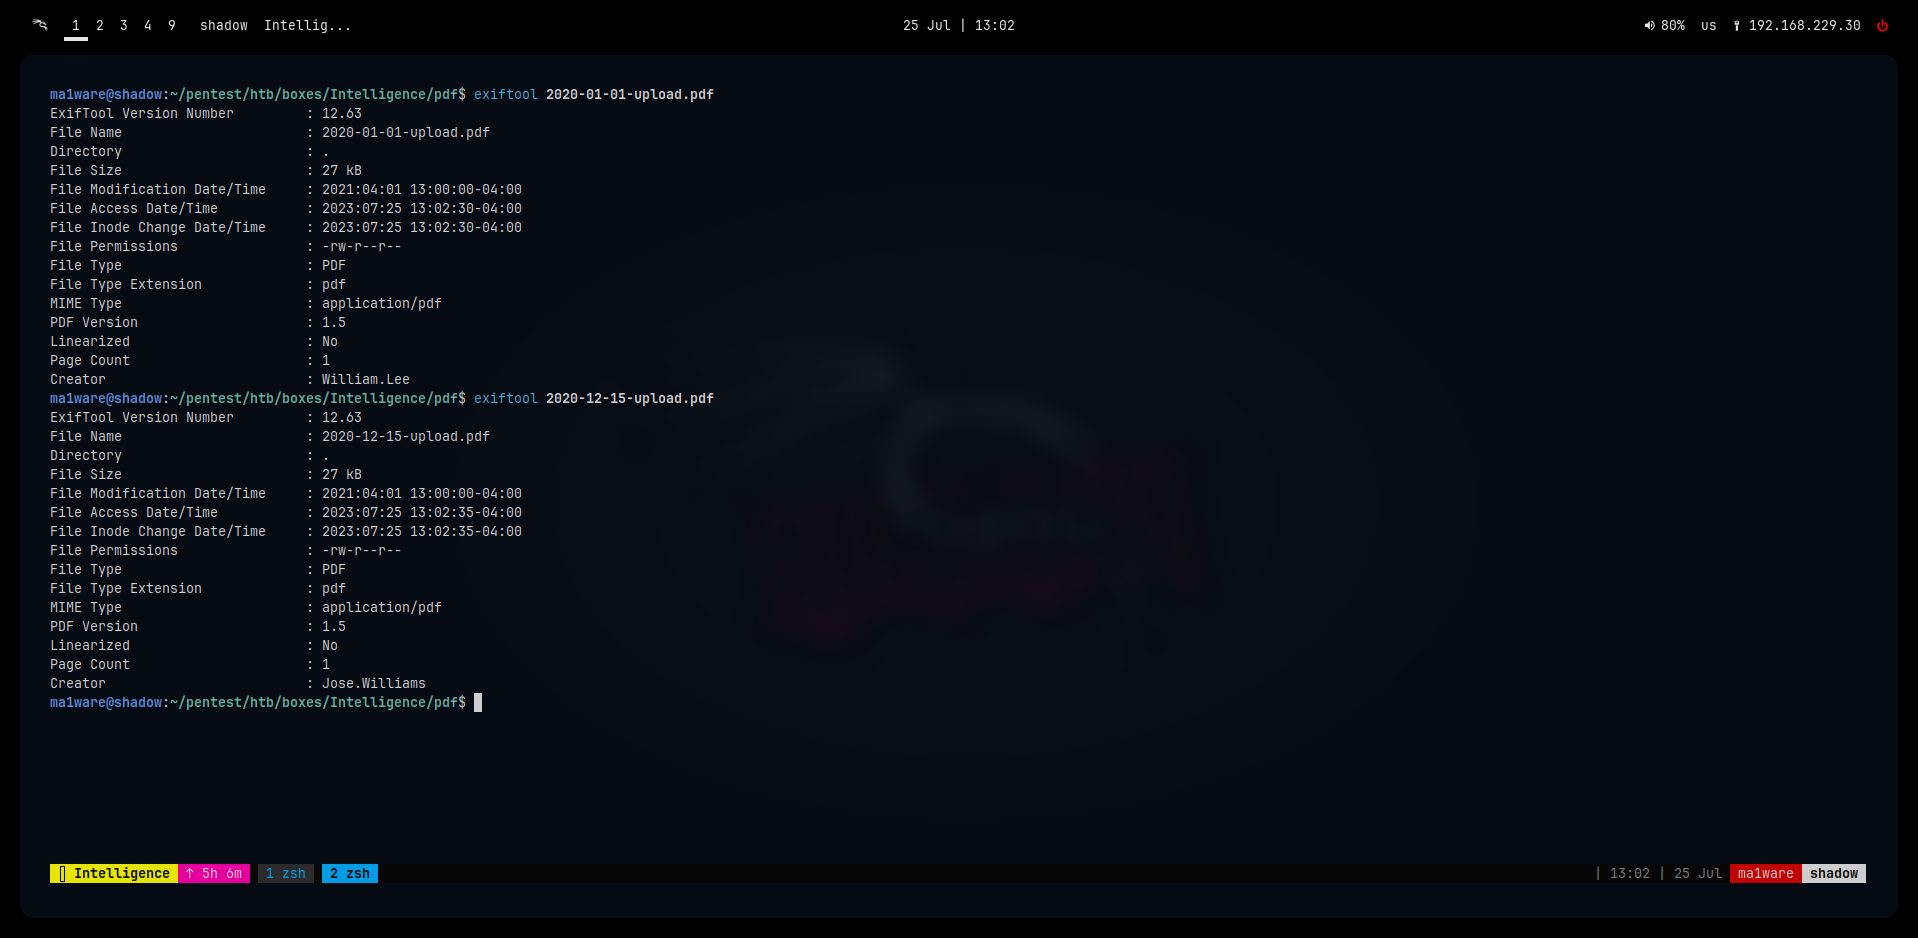 1 2 3 4 9 shadow Intellig... 25 Jul | 13:02 80% us 192.168.229.30
ma1ware@shadow:~/pentest/htb/boxes/Intelligence/pdf$ exiftool 2020-01-01-upload.pdf
ExifTool Version Number : 12.63
File Name : 2020-01-01-upload.pdf
Directory : .
File Size : 27 kB
File Modification Date/Time : 2021:04:01 13:00:00-04:00
File Access Date/Time : 2023:07:25 13:02:30-04:00
File Inode Change Date/Time : 2023:07:25 13:02:30-04:00
File Permissions : -rw-r--r--
File Type : PDF
File Type Extension : pdf
MIME Type : application/pdf
PDF Version : 1.5
Linearized : No
Page Count : 1
Creator : William.Lee
ma1ware@shadow:~/pentest/htb/boxes/Intelligence/pdf$ exiftool 2020-12-15-upload.pdf
ExifTool Version Number : 12.63
File Name : 2020-12-15-upload.pdf
Directory : .
File Size : 27 kB
File Modification Date/Time : 2021:04:01 13:00:00-04:00
File Access Date/Time : 2023:07:25 13:02:35-04:00
File Inode Change Date/Time : 2023:07:25 13:02:35-04:00
File Permissions : -rw-r--r--
File Type : PDF
File Type Extension : pdf
MIME Type : application/pdf
PDF Version : 1.5
Linearized : No
Page Count : 1
Creator : Jose.Williams
ma1ware@shadow:~/pentest/htb/boxes/Intelligence/pdf$
Intelligence ↑ 5h 6m 1 zsh 2 zsh | 13:02 | 25 Jul ma1ware shadow